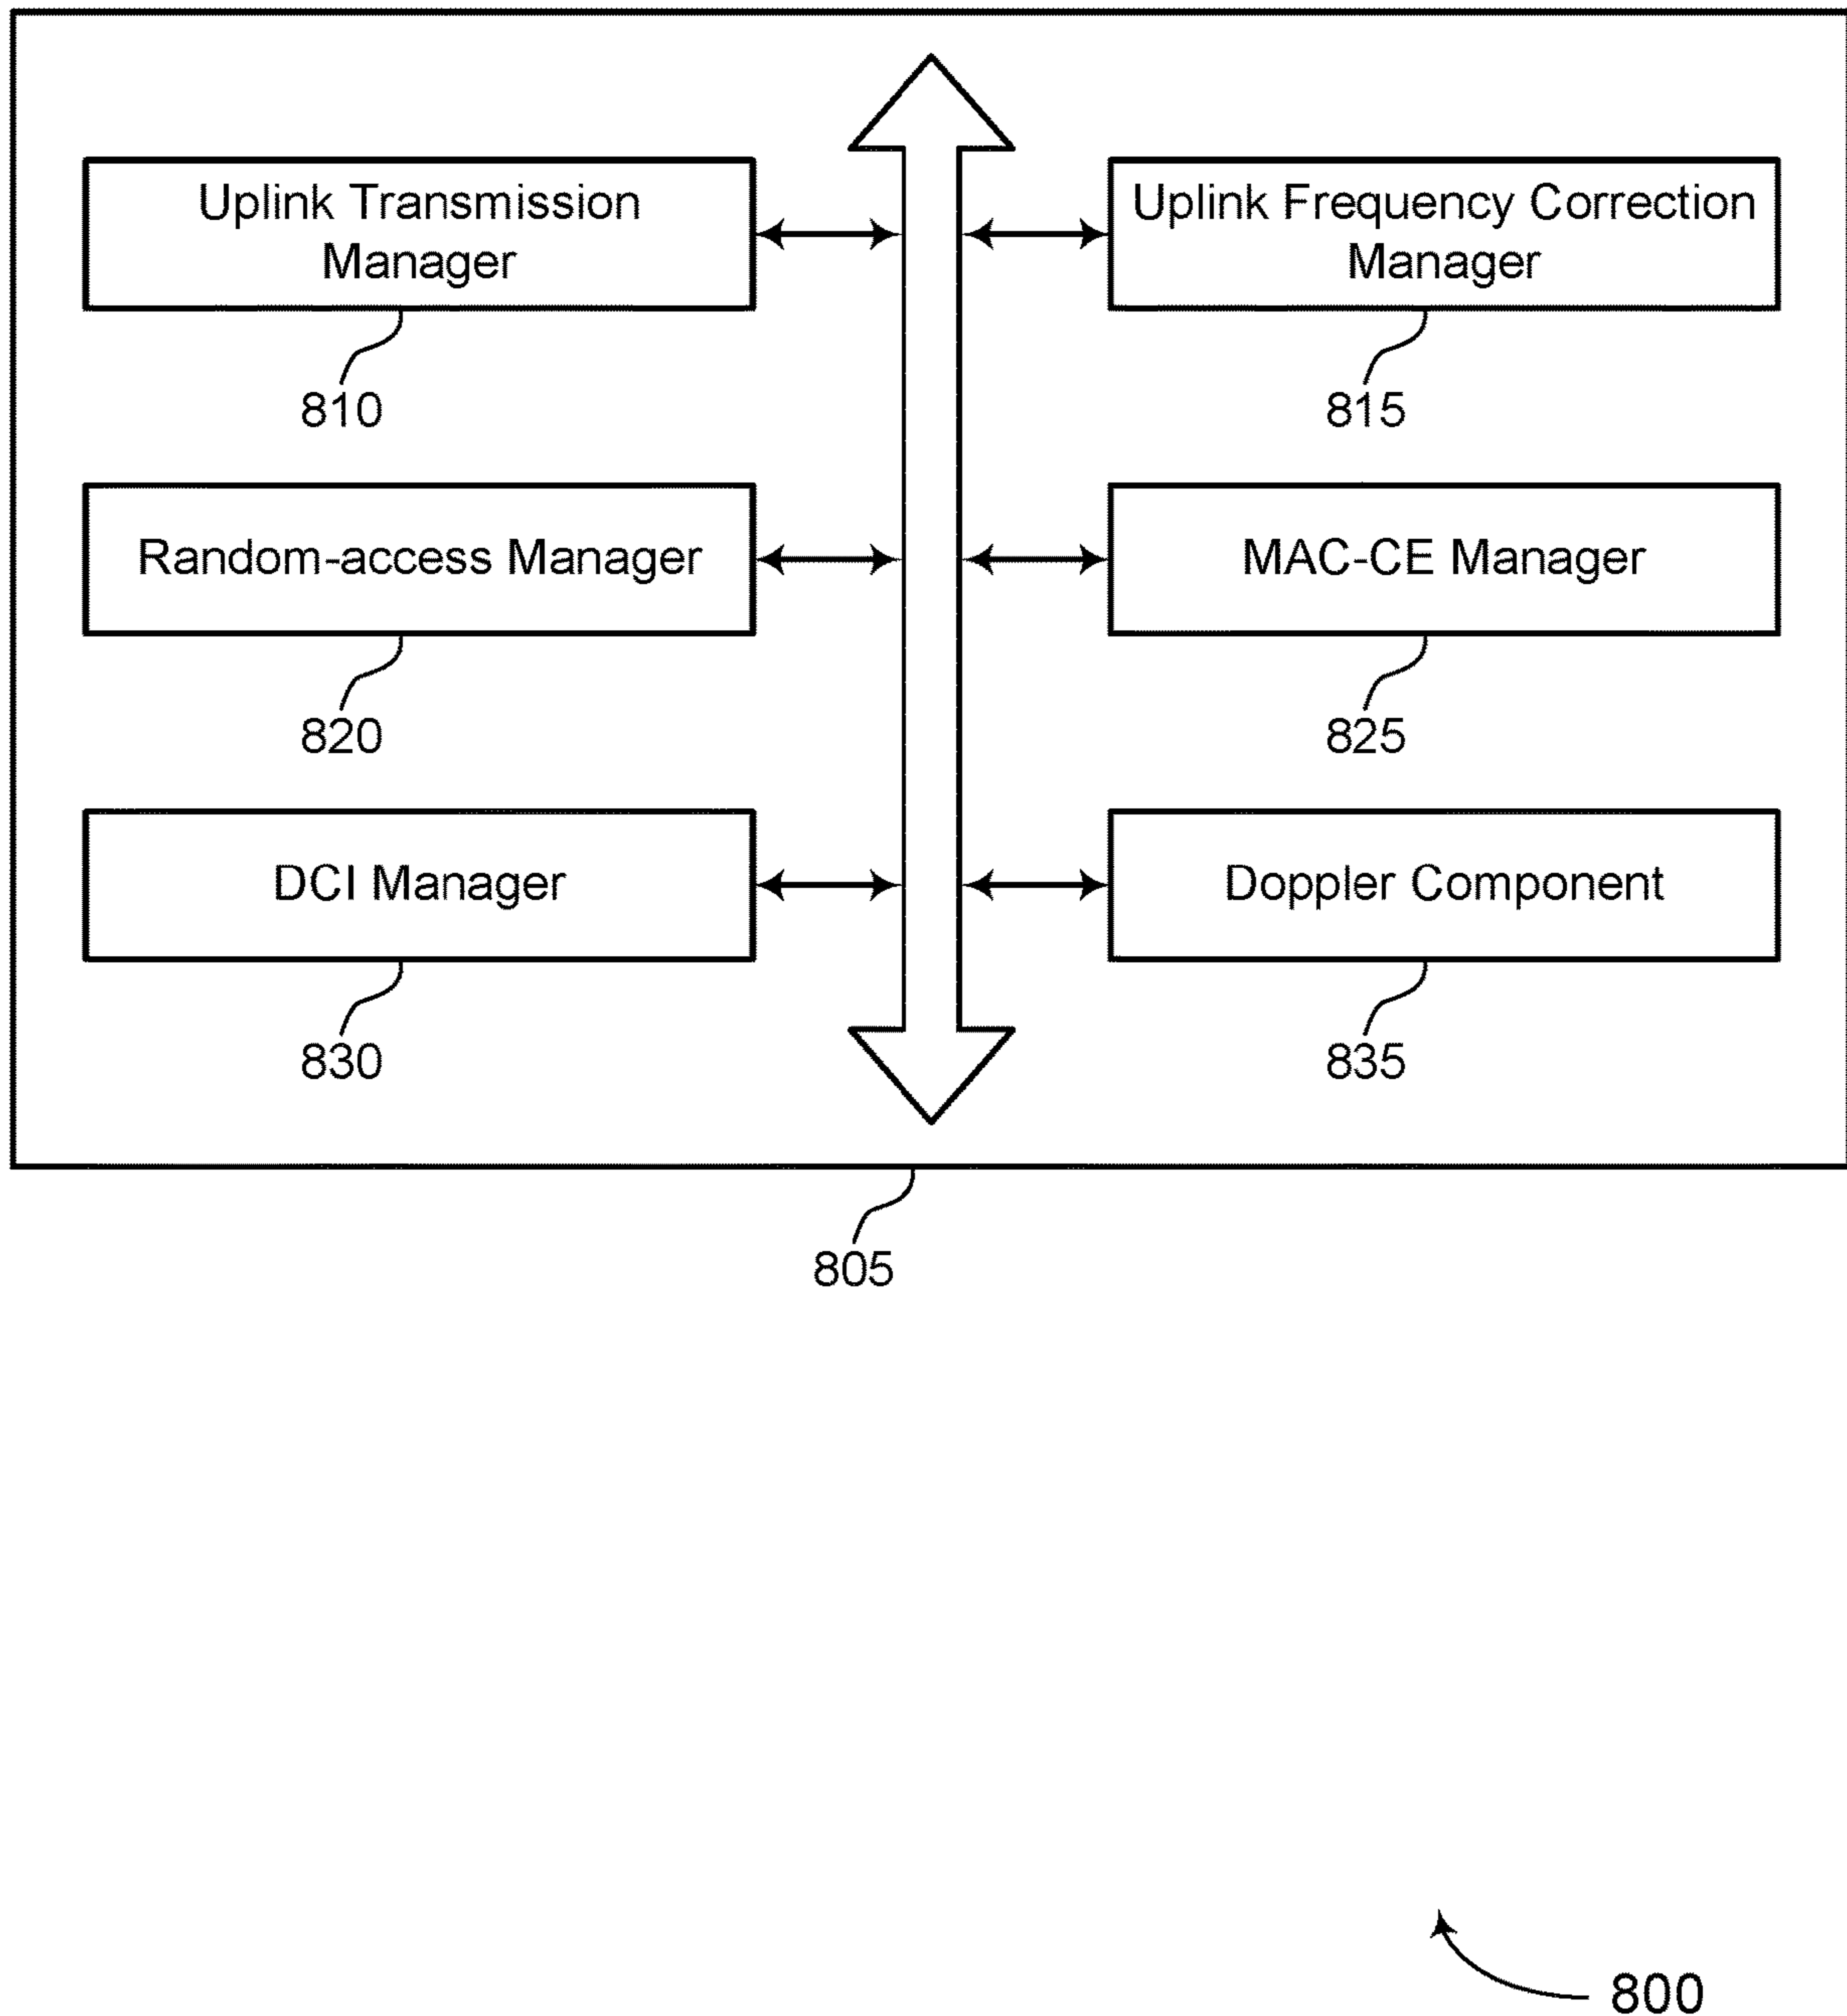 Uplink Transmission
Manager
810
Uplink Frequency Correction
Manager
815
Random-access Manager
820
MAC-CE Manager
825
DCI Manager
830
Doppler Component
835
805
800